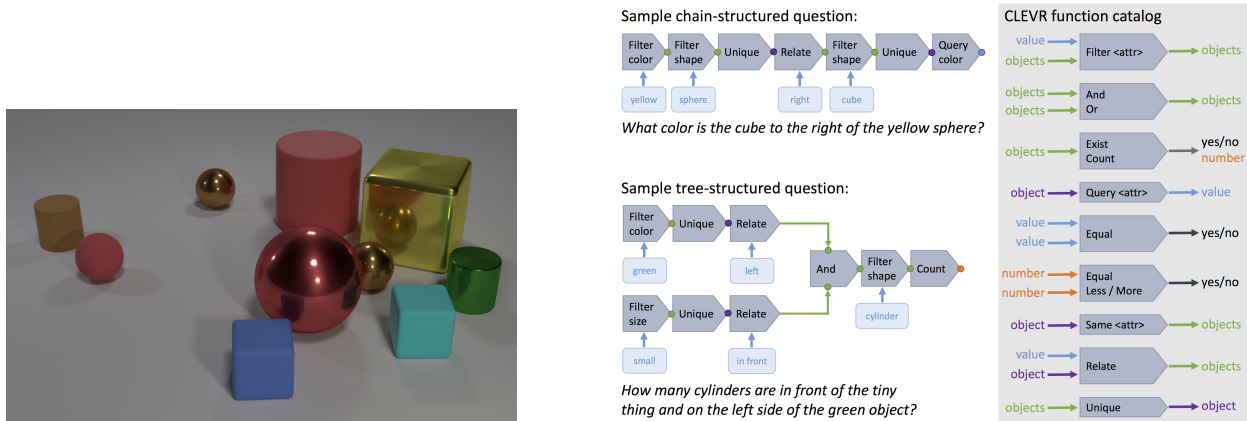 Sample chain-structured question:
Filter color
Filter shape
Unique
Relate
Filter shape
Unique
Query color
yellow
sphere
right
cube
What color is the cube to the right of the yellow sphere?
Sample tree-structured question:
Filter color
Unique
Relate
green
left
And
Filter shape
Count
cylinder
Filter size
Unique
Relate
small
in front
How many cylinders are in front of the tiny
thing and on the left side of the green object?
CLEVR function catalog
value
objects
Filter <attr>
objects
objects
objects
And
Or
objects
objects
Exist
Count
yes/no
number
object
Query <attr>
value
value
value
Equal
yes/no
number
number
Equal
Less / More
yes/no
object
Same <attr>
objects
value
object
Relate
objects
objects
Unique
object